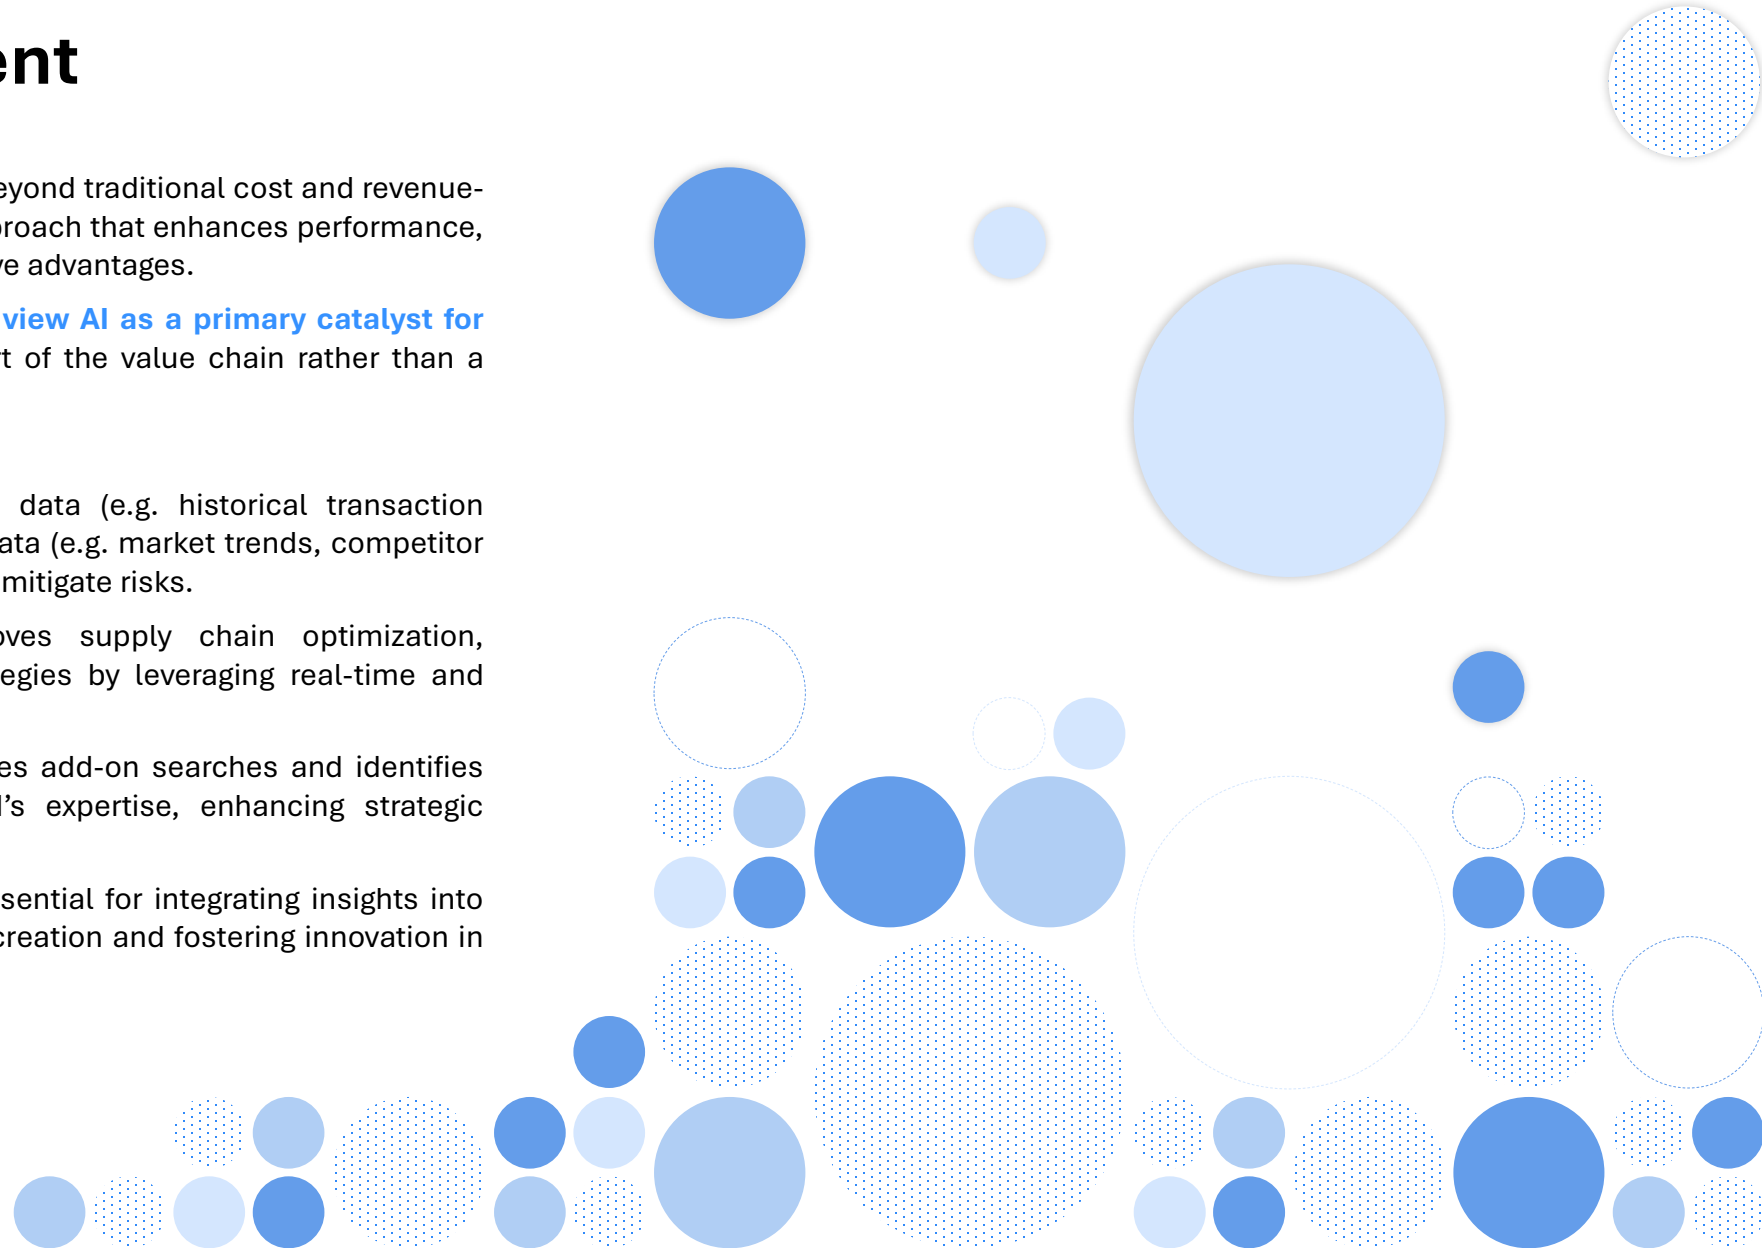 ent
eyond traditional cost and revenue-
proach that enhances performance,
ve advantages.
view AI as a primary catalyst for
rt of the value chain rather than a
data (e.g. historical transaction
ata (e.g. market trends, competitor
mitigate risks.
oves supply chain optimization,
egies by leveraging real-time and
es add-on searches and identifies
d’s expertise, enhancing strategic
sential for integrating insights into
creation and fostering innovation in